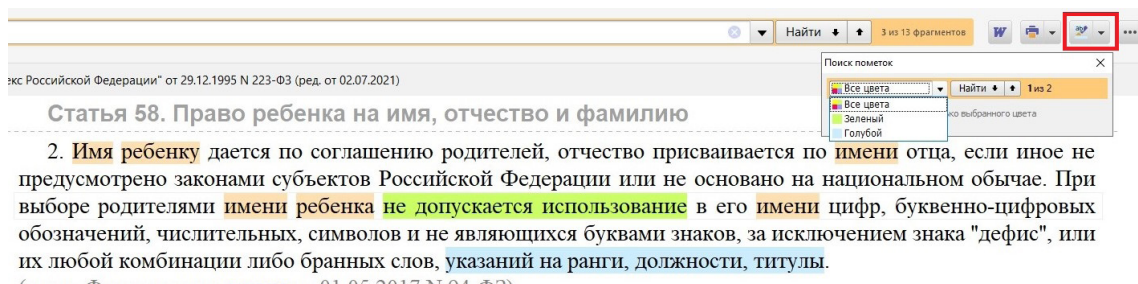 Найти
3 из 13 фрагментов
W
Поиск пометок
екс Российской Федерации" от 29.12.1995 N 223-ФЗ (ред. от 02.07.2021)
Все цвета
Найти
1 из 2
Все цвета
Зеленый
ко выбранного цвета
Голубой
Статья 58. Право ребенка на имя, отчество и фамилию
2. Имя ребенку дается по соглашению родителей, отчество присваивается по имени отца, если иное не
предусмотрено законами субъектов Российской Федерации или не основано на национальном обычае. При
выборе родителями имени ребенка не допускается использование в его имени цифр, буквенно-цифровых
обозначений, числительных, символов и не являющихся буквами знаков, за исключением знака "дефис", или
их любой комбинации либо бранных слов, указаний на ранги, должности, титулы.
01.05.2017 N 94-ФЗ)